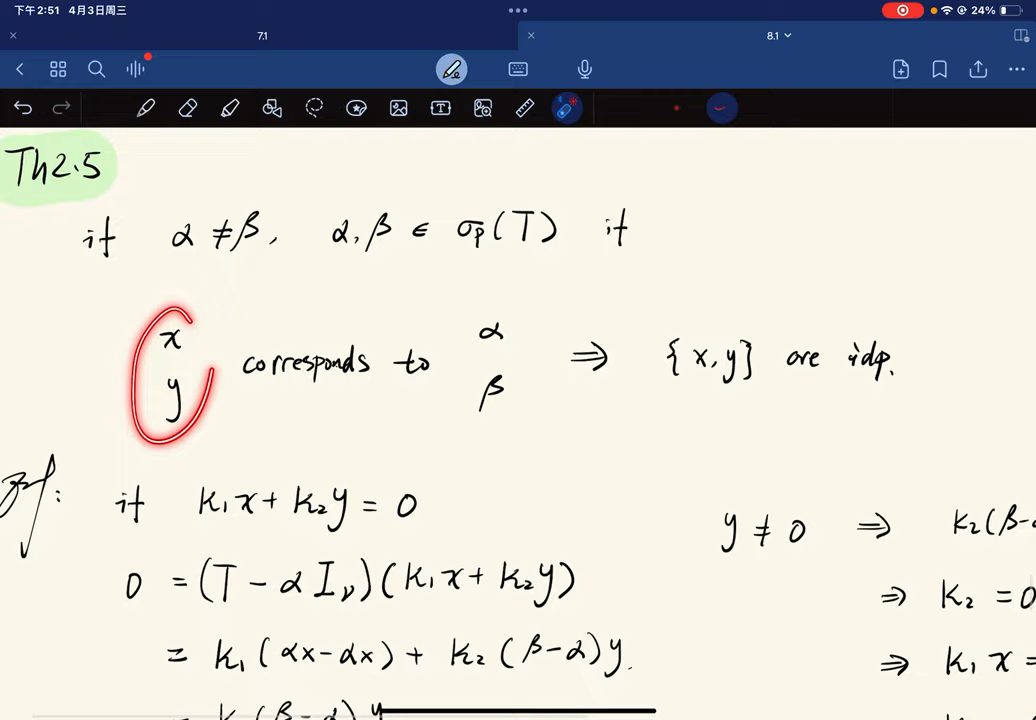 下午2:51 4月3日周三 24%
7.1 8.1
Th2.5
if α ≠ β, α, β ∈ σp(T) if
x α
corresponds to ⇒ {x, y} are idp.
y β
if k₁x + k₂y = 0
y ≠ 0 ⇒ k₂(β-α
0 = (T - αIᵥ)(k₁x + k₂y)
⇒ k₂ = 0
= k₁(αx - αx) + k₂(β - α)y.
⇒ k₁x =
= k₂(β - α)y